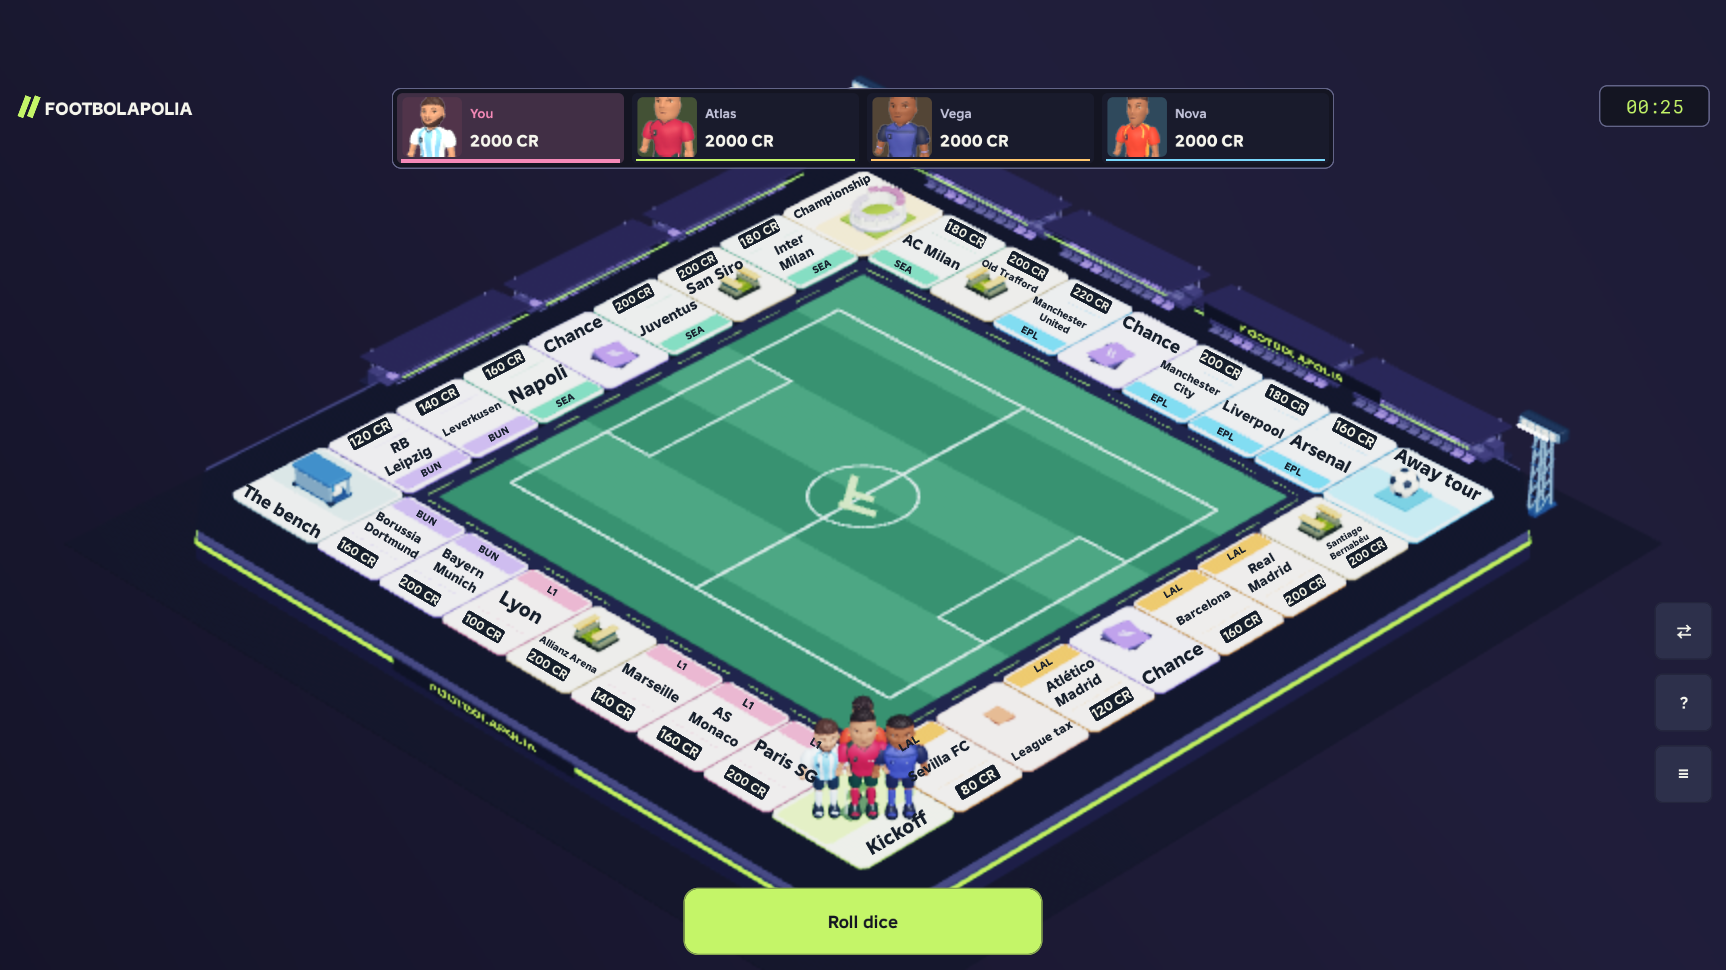 FOOTBOLAPOLIA
You
2000 CR
Atlas
2000 CR
Vega
2000 CR
Nova
2000 CR
00:25
Championship
180 CR
Inter
Milan
SEA
200 CR
San Siro
200 CR
Juventus
SEA
Chance
160 CR
Napoli
SEA
140 CR
Leverkusen
BUN
120 CR
RB
Leipzig
BUN
The bench
180 CR
AC Milan
SEA
200 CR
Old Trafford
220 CR
Manchester
United
EPL
Chance
200 CR
Manchester
City
EPL
180 CR
Liverpool
EPL
160 CR
Arsenal
EPL
Away tour
FOOTBOLAPOLIA
BUN
Borussia
Dortmund
160 CR
BUN
Bayern
Munich
200 CR
L1
Lyon
100 CR
Allianz Arena
200 CR
L1
Marseille
140 CR
L1
AS
Monaco
160 CR
L1
Paris SG
200 CR
Kickoff
Santiago
Bernabéu
200 CR
LAL
Real
Madrid
200 CR
LAL
Barcelona
160 CR
Chance
LAL
Atlético
Madrid
120 CR
League tax
LAL
Sevilla FC
80 CR
FOOTBOLAPOLIA
?
Roll dice